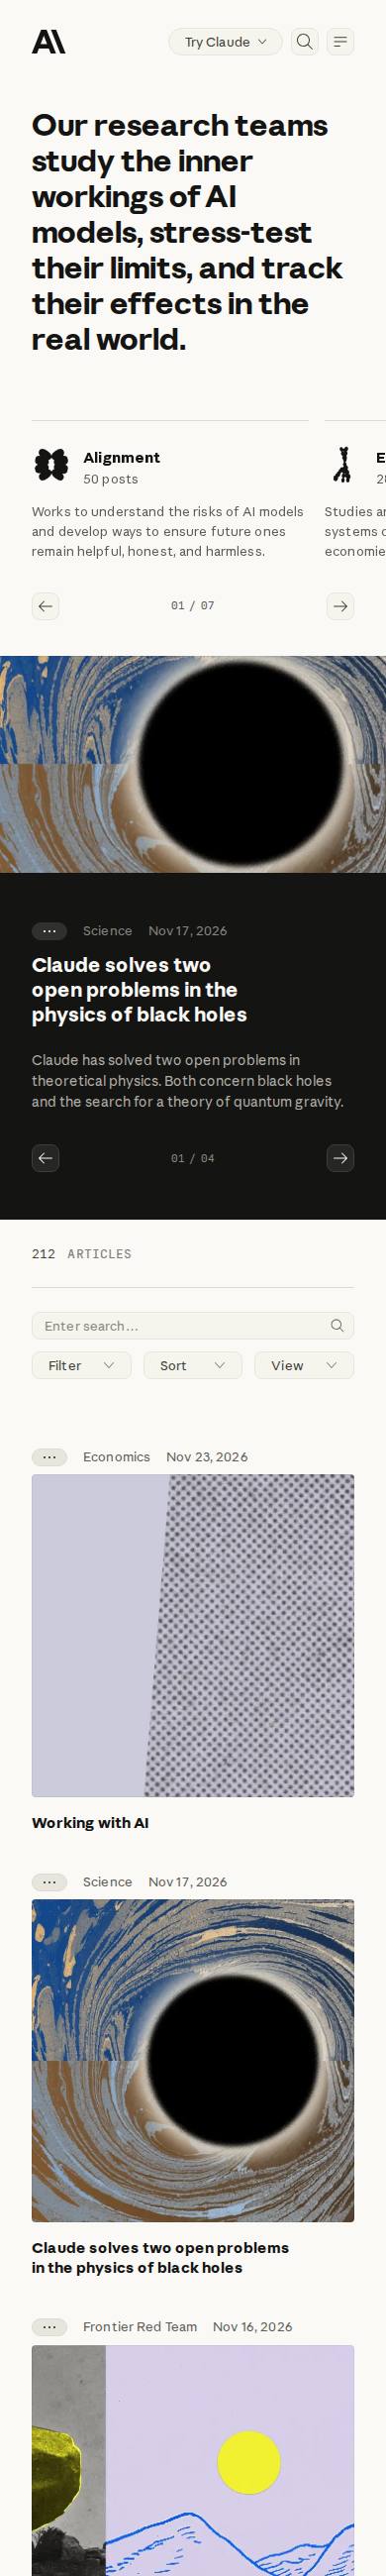 Try Claude
Our research teams
study the inner
workings of AI
models, stress-test
their limits, and track
their effects in the
real world.
Alignment
50 posts
Works to understand the risks of AI models
and develop ways to ensure future ones
remain helpful, honest, and harmless.
E
28
Studies an
systems o
economie
01 / 07
Science Nov 17, 2026
Claude solves two
open problems in the
physics of black holes
Claude has solved two open problems in
theoretical physics. Both concern black holes
and the search for a theory of quantum gravity.
01 / 04
212 ARTICLES
Enter search...
Filter Sort View
Economics Nov 23, 2026
Working with AI
Science Nov 17, 2026
Claude solves two open problems
in the physics of black holes
Frontier Red Team Nov 16, 2026